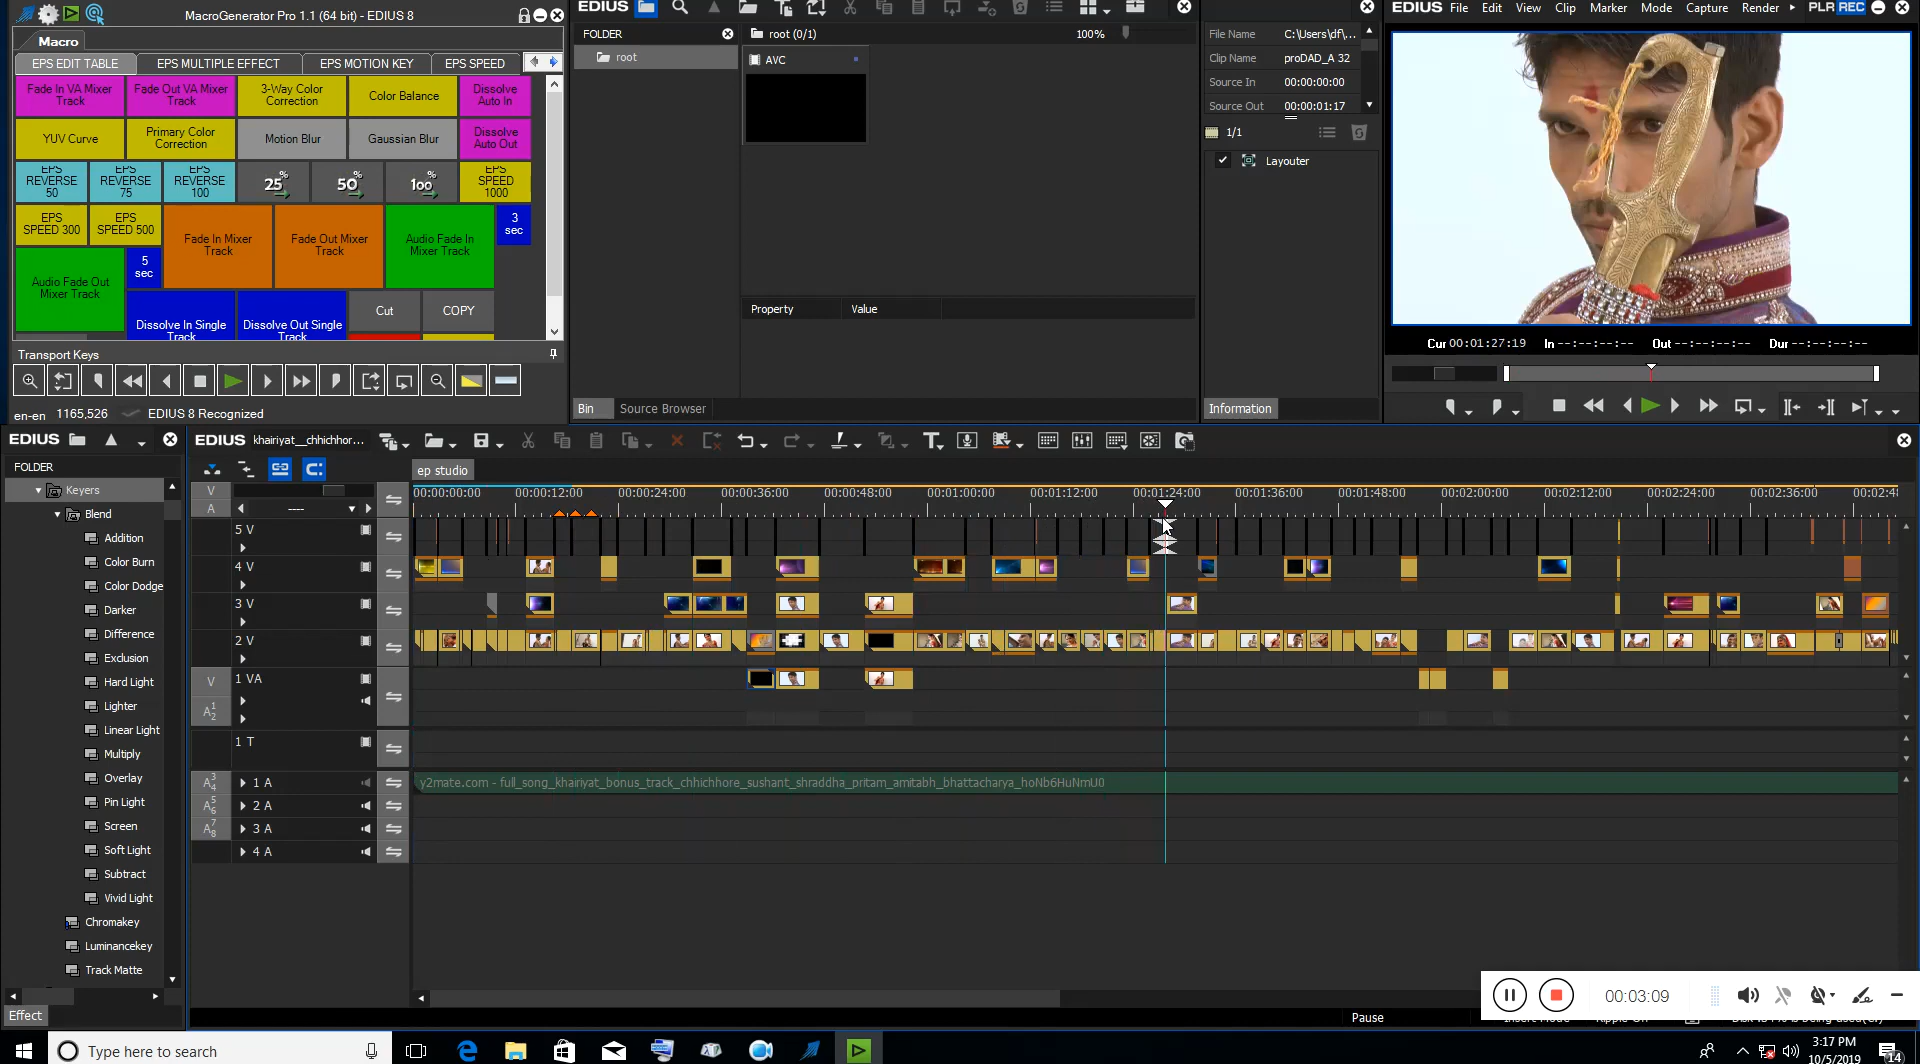 MacroGenerator Pro 1.1 (64 bit) - EDIUS 8
Macro
EPS EDIT TABLE EPS MULTIPLE EFFECT EPS MOTION KEY EPS SPEED
Fade In VA Mixer Track
Fade Out VA Mixer Track
3-Way Color Correction
Color Balance
Dissolve Auto In
YUV Curve
Primary Color Correction
Motion Blur
Gaussian Blur
Dissolve Auto Out
EPS REVERSE 50
EPS REVERSE 75
EPS REVERSE 100
25%
50%
100%
EPS SPEED 1000
EPS SPEED 300
EPS SPEED 500
Fade In Mixer Track
Fade Out Mixer Track
Audio Fade In Mixer Track
3 sec
Audio Fade Out Mixer Track
5 sec
Dissolve In Single Track
Dissolve Out Single Track
Cut
COPY
Transport Keys
en-en 1165,526 EDIUS 8 Recognized
EDIUS
FOLDER
root
root (0/1) 100%
AVC
Property Value
Bin Source Browser
File Name C:\Users\df\...
Clip Name proDAD_A 32
Source In 00:00:00:00
Source Out 00:00:01:17
1/1
Layouter
Information
EDIUS File Edit View Clip Marker Mode Capture Render PLR REC
Cur 00:01:27:19 In --:--:--:-- Out --:--:--:-- Dur --:--:--:--
EDIUS
FOLDER
Keyers
Blend
Addition
Color Burn
Color Dodge
Darker
Difference
Exclusion
Hard Light
Lighter
Linear Light
Multiply
Overlay
Pin Light
Screen
Soft Light
Subtract
Vivid Light
Chromakey
Luminancekey
Track Matte
Effect
EDIUS khairiyat__chhichhor...
ep studio
V
A
----
00:00:00:00 00:00:12:00 00:00:24:00 00:00:36:00 00:00:48:00 00:01:00:00 00:01:12:00 00:01:24:00 00:01:36:00 00:01:48:00 00:02:00:00 00:02:12:00 00:02:24:00 00:02:36:00 00:02:48
5 V
4 V
3 V
2 V
V 1 VA
A 1 2
1 T
A 3 4 1 A y2mate.com - full_song_khairiyat_bonus_track_chhichhore_sushant_shraddha_pritam_amitabh_bhattacharya_hoNb6HuNmU0
A 5 6 2 A
A 7 8 3 A
4 A
00:03:09
Pause
Type here to search
3:17 PM
10/5/2019
14